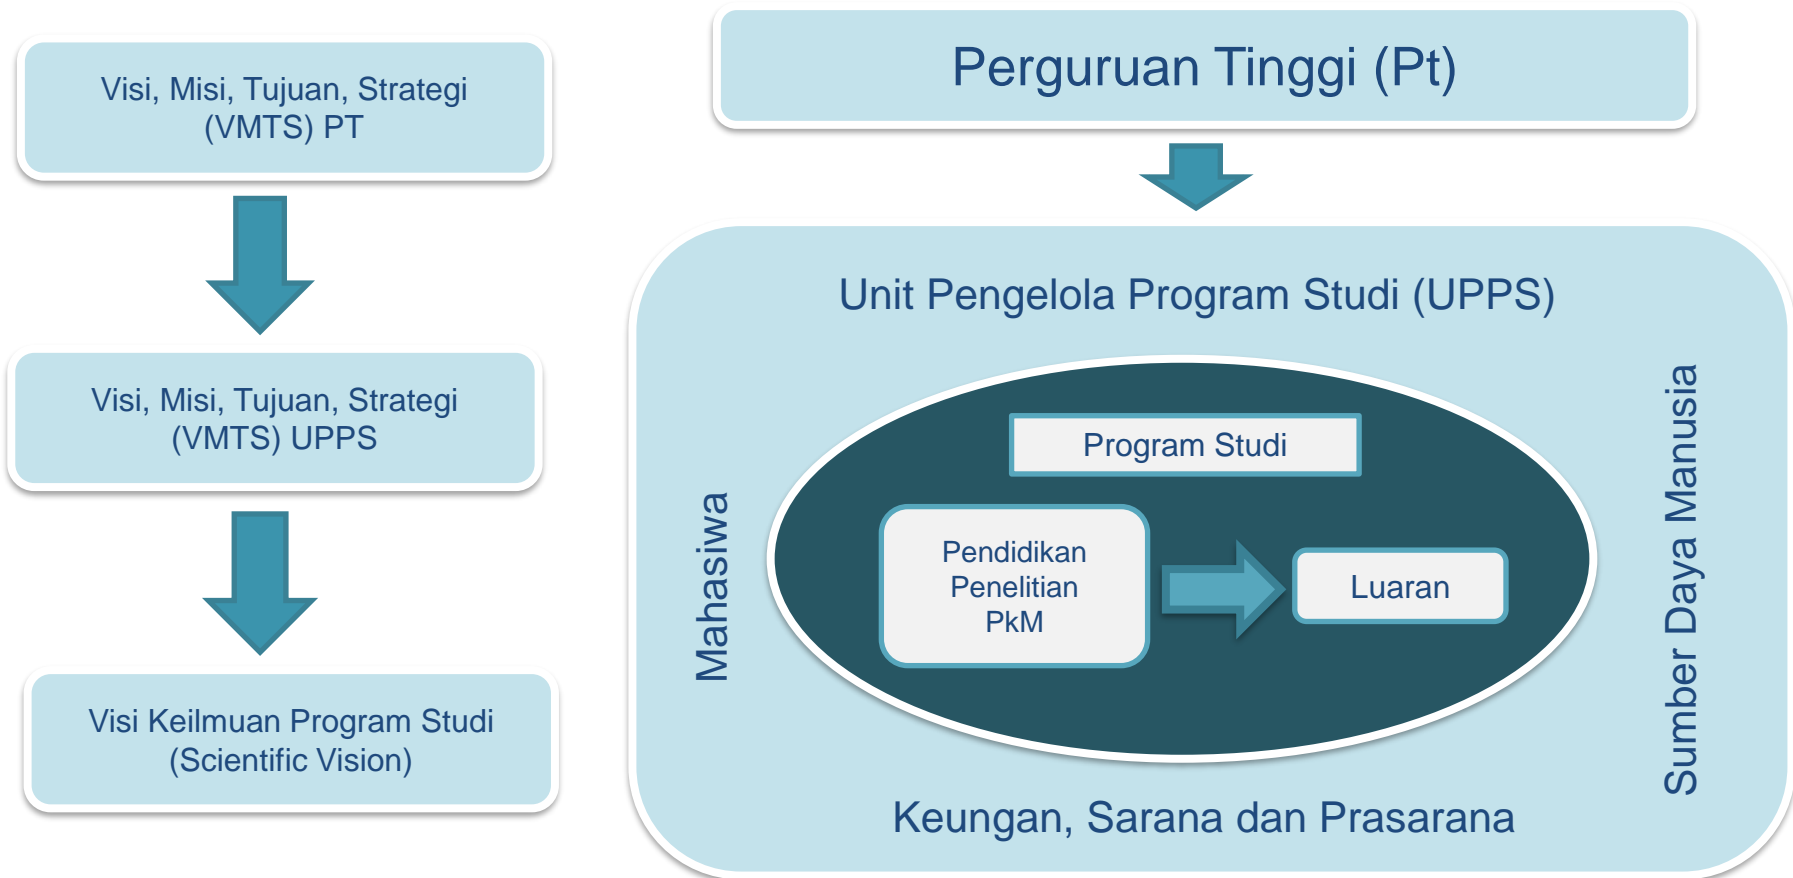 Visi, Misi, Tujuan, Strategi
(VMTS) PT
Visi, Misi, Tujuan, Strategi
(VMTS) UPPS
Visi Keilmuan Program Studi
(Scientific Vision)
Perguruan Tinggi (Pt)
Unit Pengelola Program Studi (UPPS)
Mahasiwa
Program Studi
Pendidikan
Penelitian
PkM
Luaran
Sumber Daya Manusia
Keungan, Sarana dan Prasarana